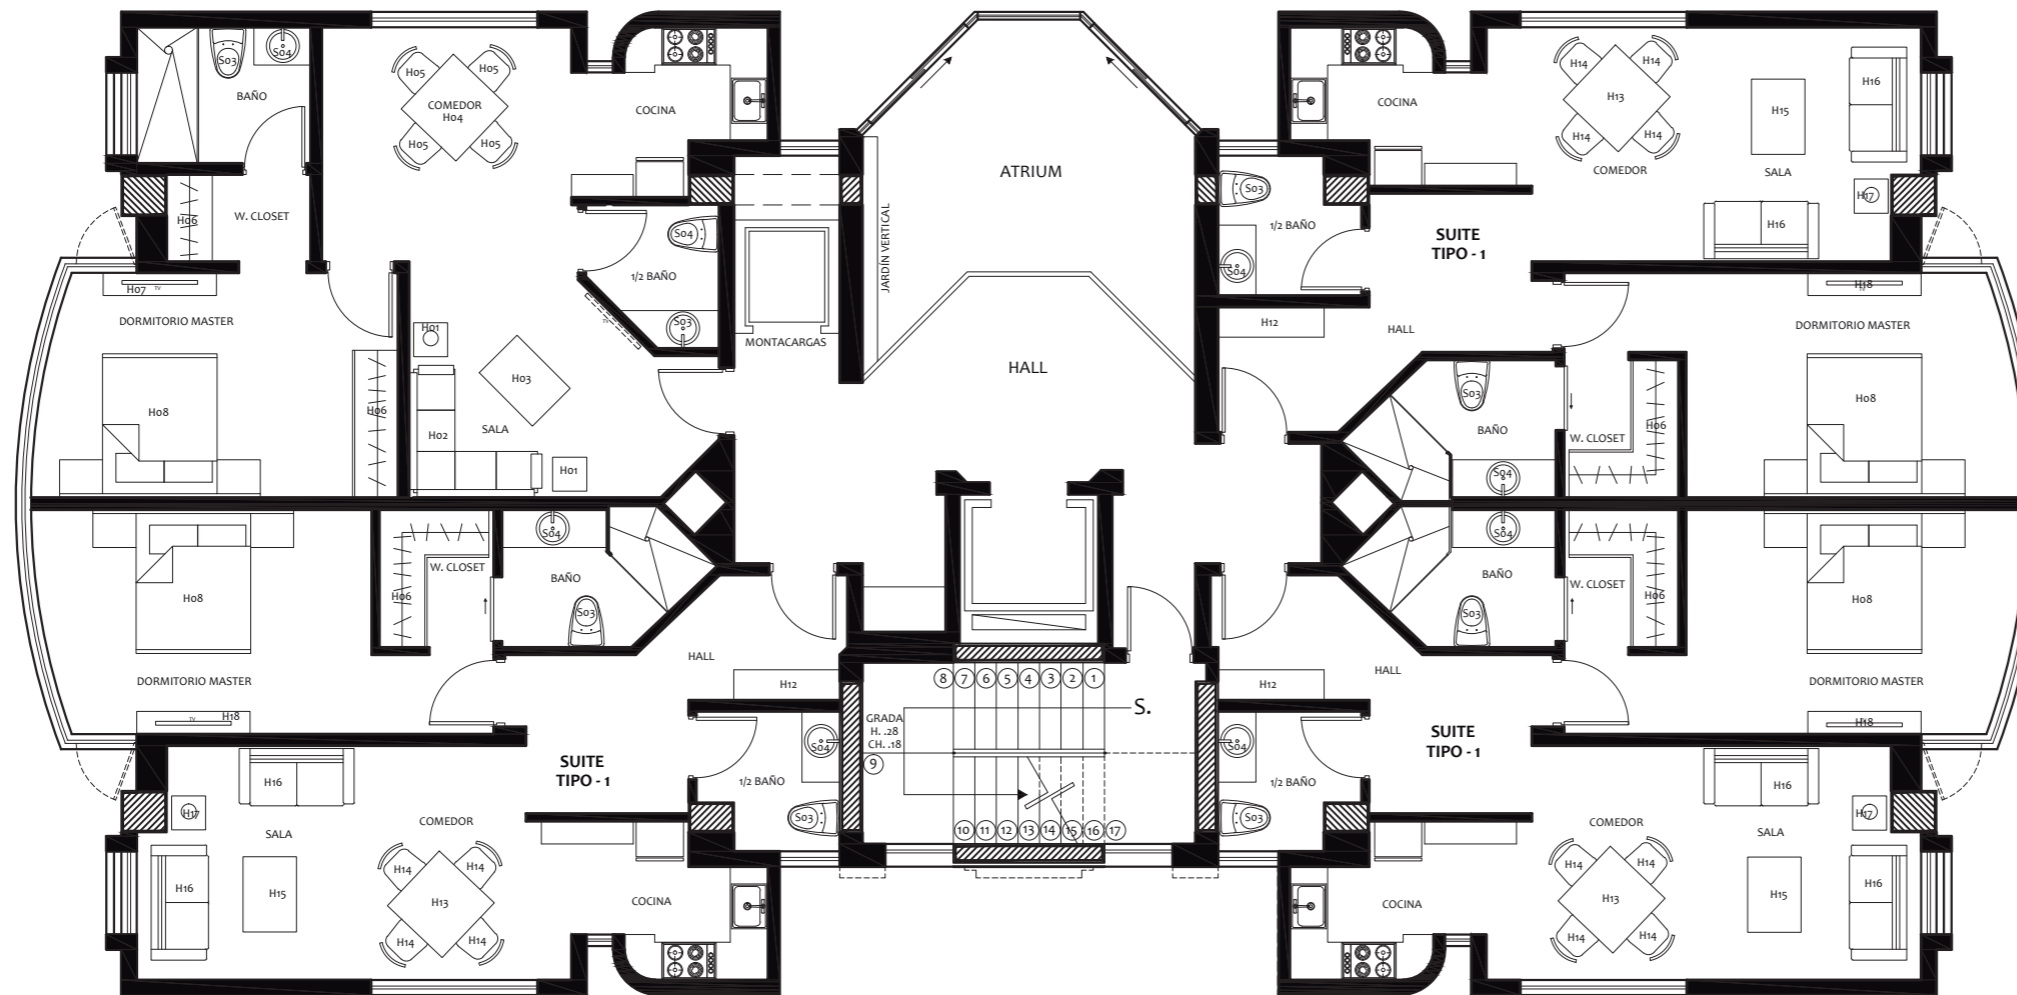 S03
S04
BAÑO
H05
H05
COMEDOR
H04
H05
H05
COCINA
W. CLOSET
H06
S04
1/2 BAÑO
S03
MONTACARGAS
H07
TV
DORMITORIO MASTER
H08
H06
H01
H03
H02
SALA
H01
ATRIUM
JARDÍN VERTICAL
HALL
COCINA
H14
H14
H13
H14
H14
COMEDOR
H16
H15
SALA
H17
H16
S03
1/2 BAÑO
S04
SUITE
TIPO - 1
H12
HALL
H18
DORMITORIO MASTER
H08
S03
BAÑO
S04
W. CLOSET
H06
H08
DORMITORIO MASTER
TV
H18
H06
W. CLOSET
S04
BAÑO
S03
HALL
H12
S04
1/2 BAÑO
S03
SUITE
TIPO - 1
H16
H17
SALA
H16
H15
COMEDOR
H14
H14
H13
H14
H14
COCINA
8
7
6
5
4
3
2
1
S.
GRADA
H. .28
CH. .18
9
10
11
12
13
14
15
16
17
S04
BAÑO
S03
W. CLOSET
H06
H08
DORMITORIO MASTER
H18
HALL
H12
S04
1/2 BAÑO
S03
SUITE
TIPO - 1
COMEDOR
H14
H14
H13
H14
H14
COCINA
H16
H17
SALA
H15
H16